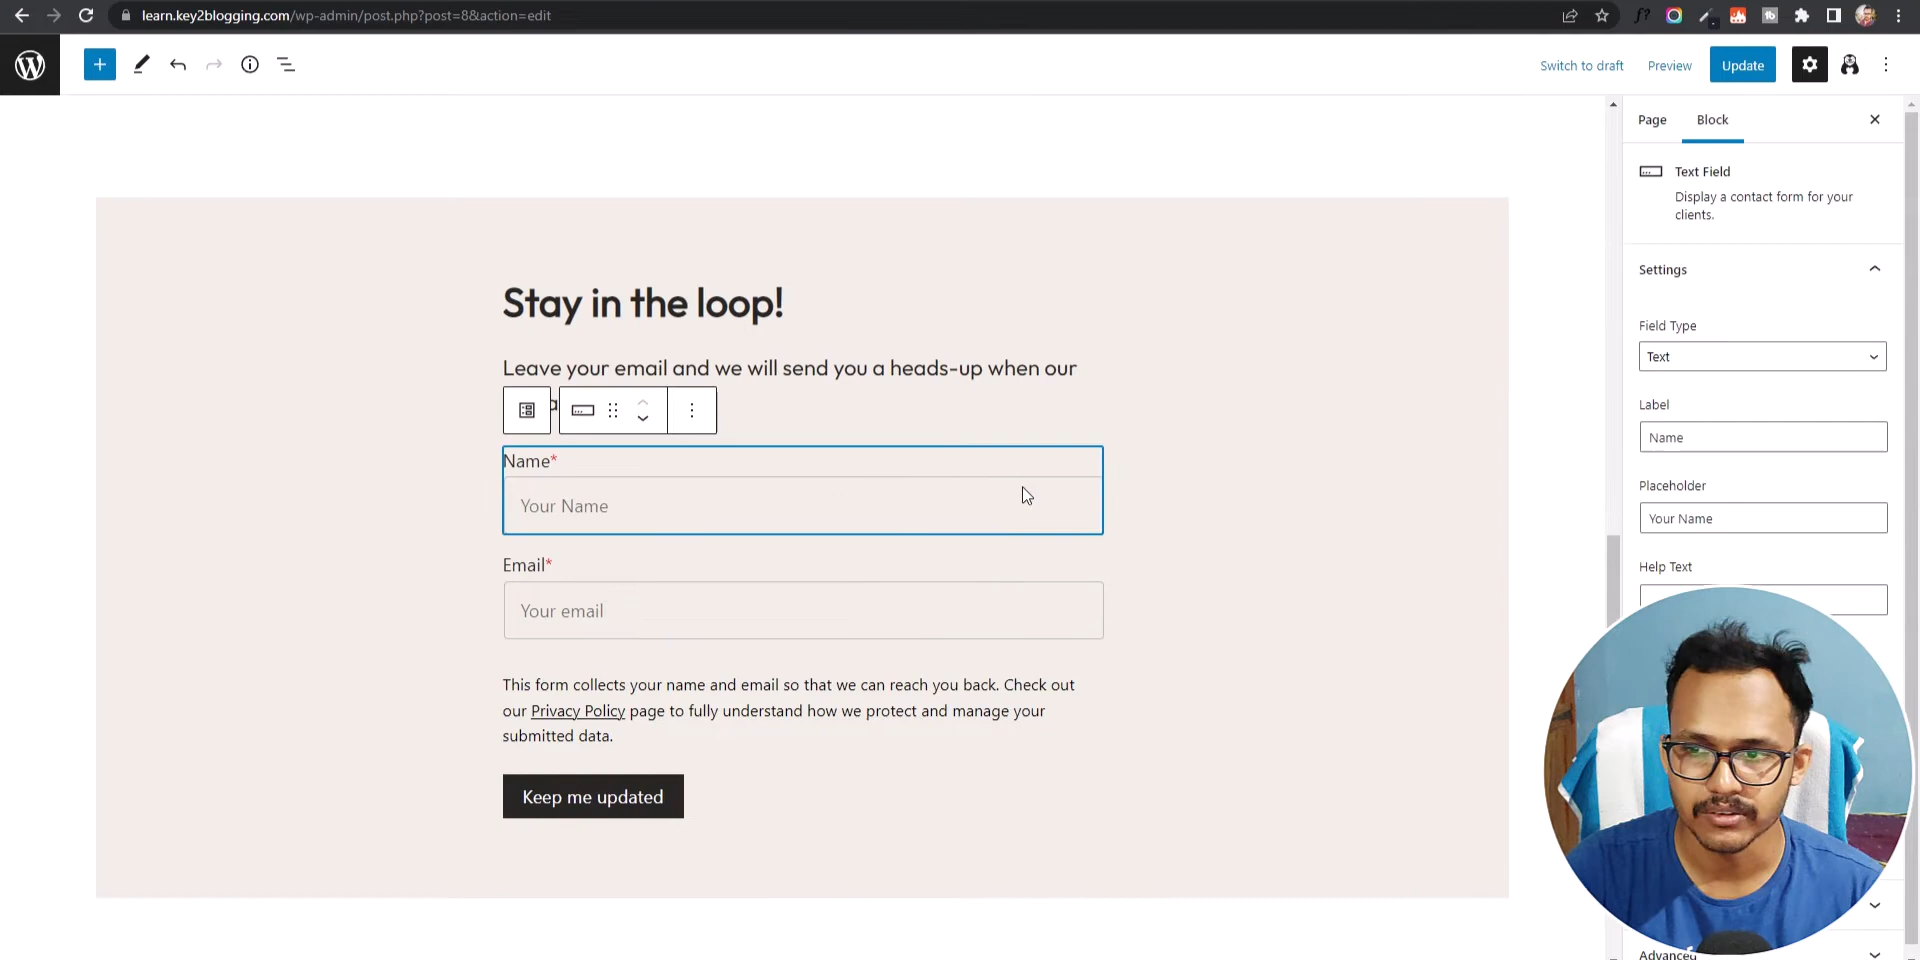 learn.key2blogging.com/wp-admin/post.php?post=8&action=edit
Switch to draft
Preview
Update
Page
Block
Text Field
Display a contact form for your
clients.
Settings
Field Type
Text
Label
Name
Placeholder
Your Name
Help Text
Advanced
Stay in the loop!
Leave your email and we will send you a heads-up when our
Name*
Your Name
Email*
Your email
This form collects your name and email so that we can reach you back. Check out
our Privacy Policy page to fully understand how we protect and manage your
submitted data.
Keep me updated